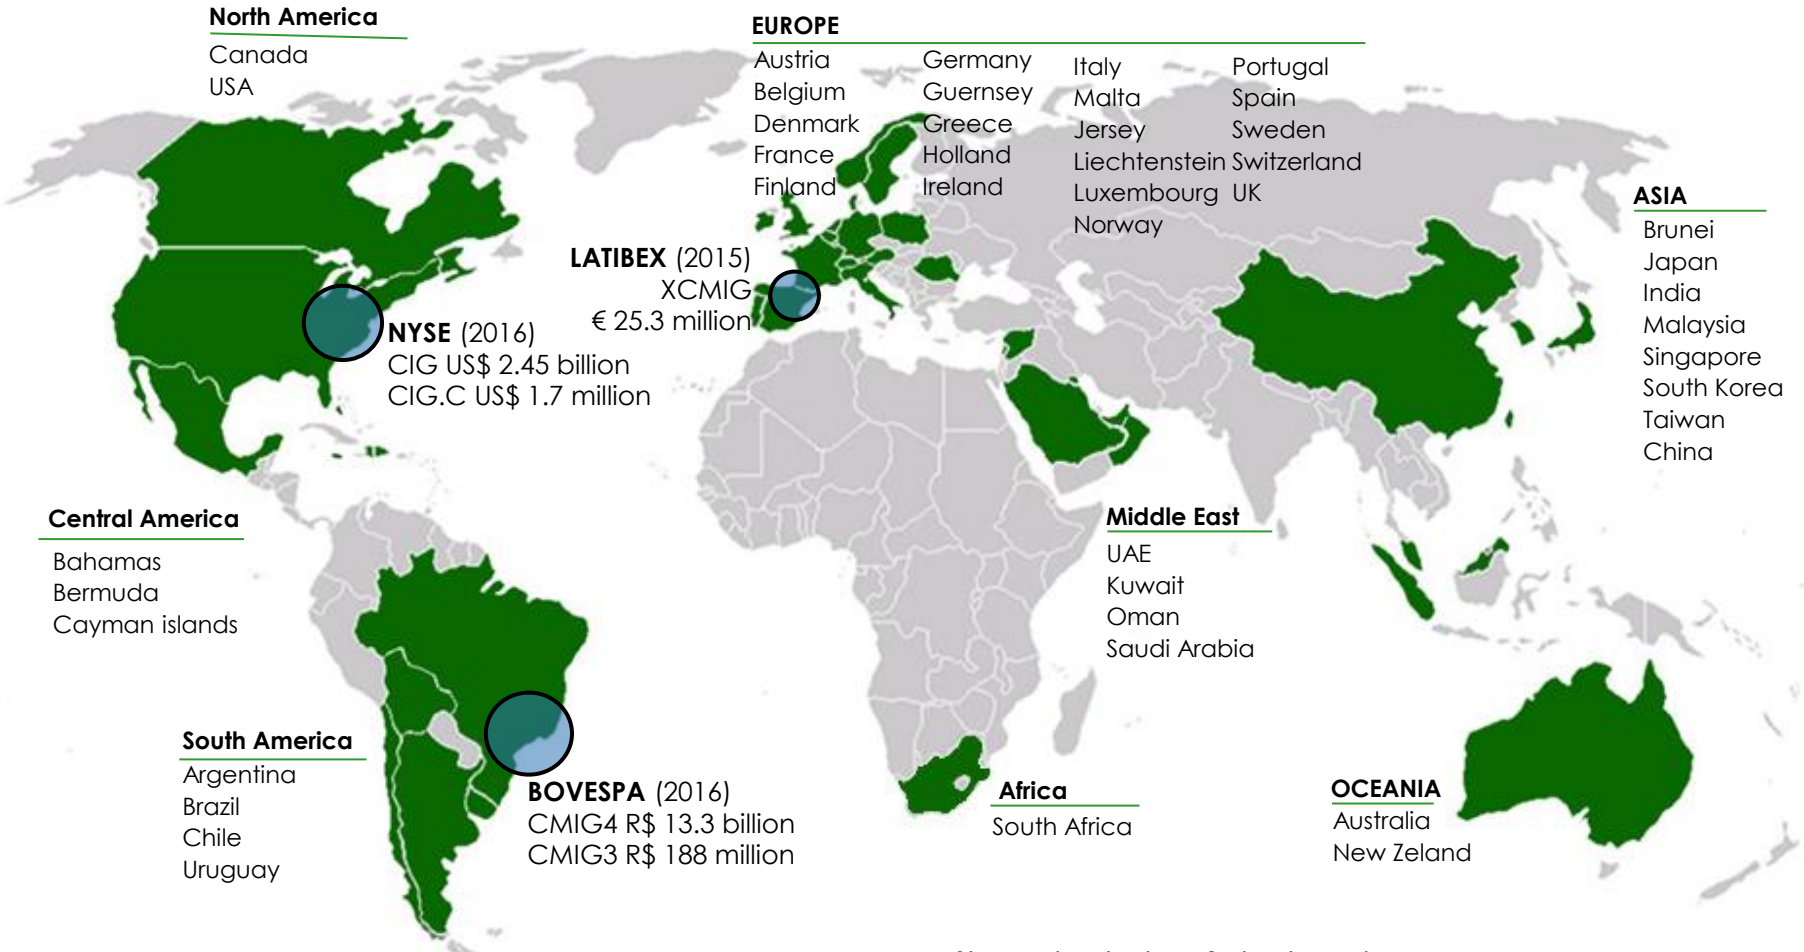 North America
Canada
USA
EUROPE
Austria
Belgium
Denmark
France
Finland
Germany
Guernsey
Greece
Holland
Ireland
Italy
Malta
Jersey
Liechtenstein
Luxembourg
Norway
Portugal
Spain
Sweden
Switzerland
UK
ASIA
Brunei
Japan
India
Malaysia
Singapore
South Korea
Taiwan
China
LATIBEX (2015)
XCMIG
€ 25.3 million
NYSE (2016)
CIG US$ 2.45 billion
CIG.C US$ 1.7 million
Central America
Bahamas
Bermuda
Cayman islands
Middle East
UAE
Kuwait
Oman
Saudi Arabia
South America
Argentina
Brazil
Chile
Uruguay
BOVESPA (2016)
CMIG4 R$ 13.3 billion
CMIG3 R$ 188 million
Africa
South Africa
OCEANIA
Australia
New Zeland